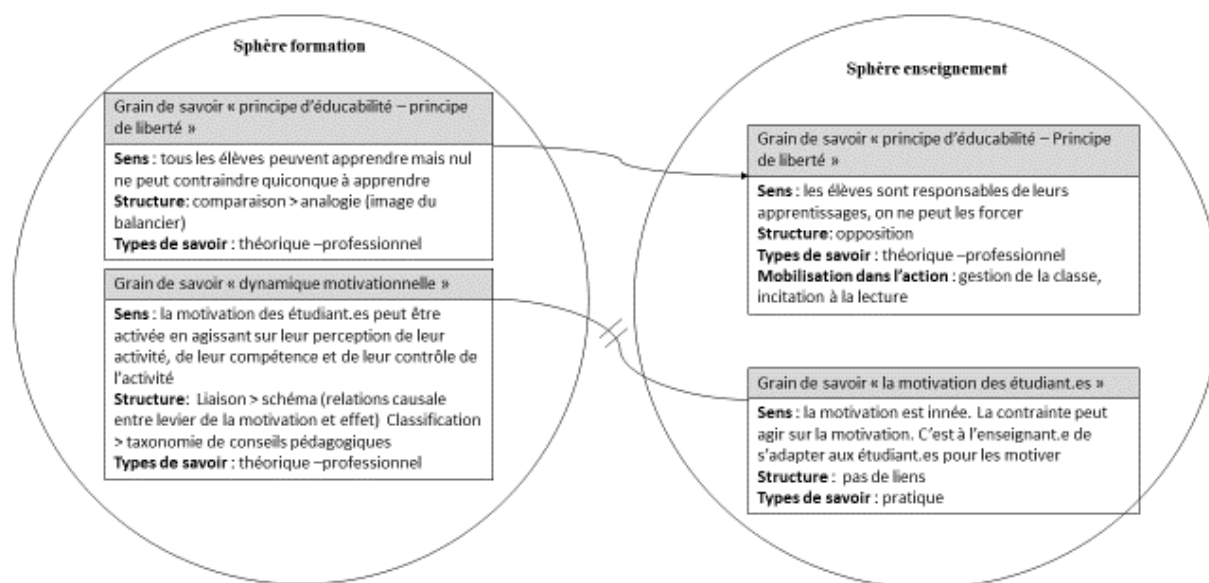 Sphère formation
Grain de savoir « principe d'éducabilité – principe
de liberté »
Sens : tous les élèves peuvent apprendre mais nul
ne peut contraindre quiconque à apprendre
Structure: comparaison > analogie (image du
balancier)
Types de savoir : théorique –professionnel
Grain de savoir « dynamique motivationnelle »
Sens : la motivation des étudiant.es peut être
activée en agissant sur leur perception de leur
activité, de leur compétence et de leur contrôle de
l'activité
Structure: Liaison > schéma (relations causale
entre levier de la motivation et effet) Classification
> taxonomie de conseils pédagogiques
Types de savoir : théorique –professionnel
Sphère enseignement
Grain de savoir « principe d'éducabilité – Principe
de liberté »
Sens : les élèves sont responsables de leurs
apprentissages, on ne peut les forcer
Structure: opposition
Types de savoir : théorique –professionnel
Mobilisation dans l'action : gestion de la classe,
incitation à la lecture
Grain de savoir « la motivation des étudiant.es »
Sens : la motivation est innée. La contrainte peut
agir sur la motivation. C'est à l'enseignant.e de
s'adapter aux étudiant.es pour les motiver
Structure : pas de liens
Types de savoir : pratique